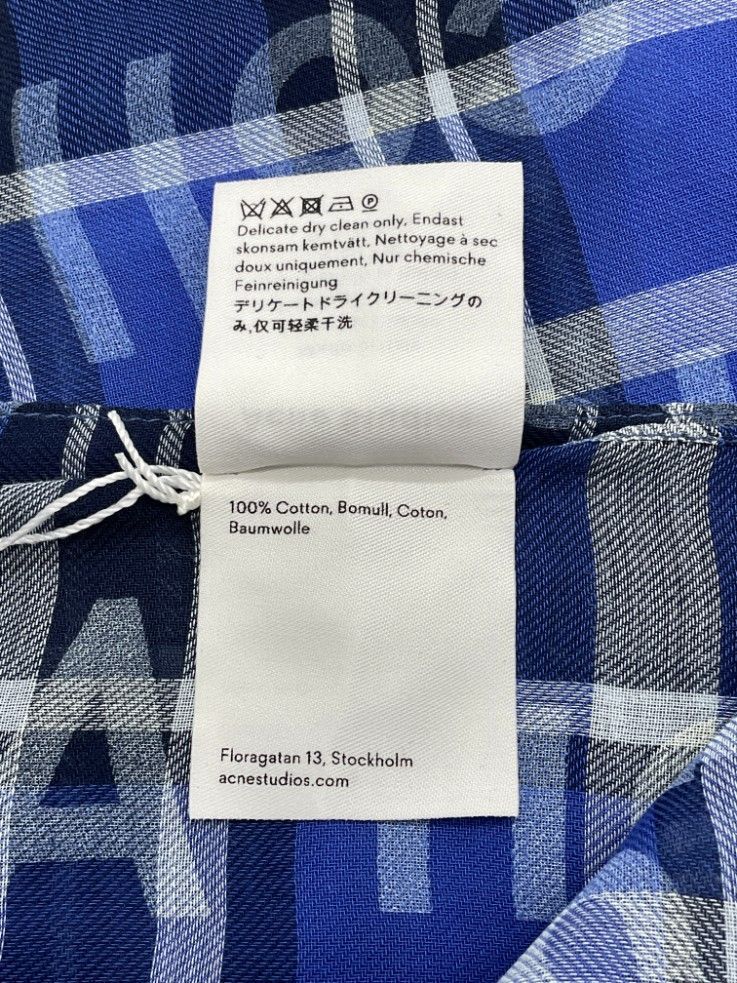 Delicate dry clean only, Endast
skonsam kemtvätt, Nettoyage à sec
doux uniquement, Nur chemische
Feinreinigung
デリケートドライクリーニングの
み,仅可轻柔干洗
100% Cotton, Bomull, Coton,
Baumwolle
Floragatan 13, Stockholm
acnestudios.com